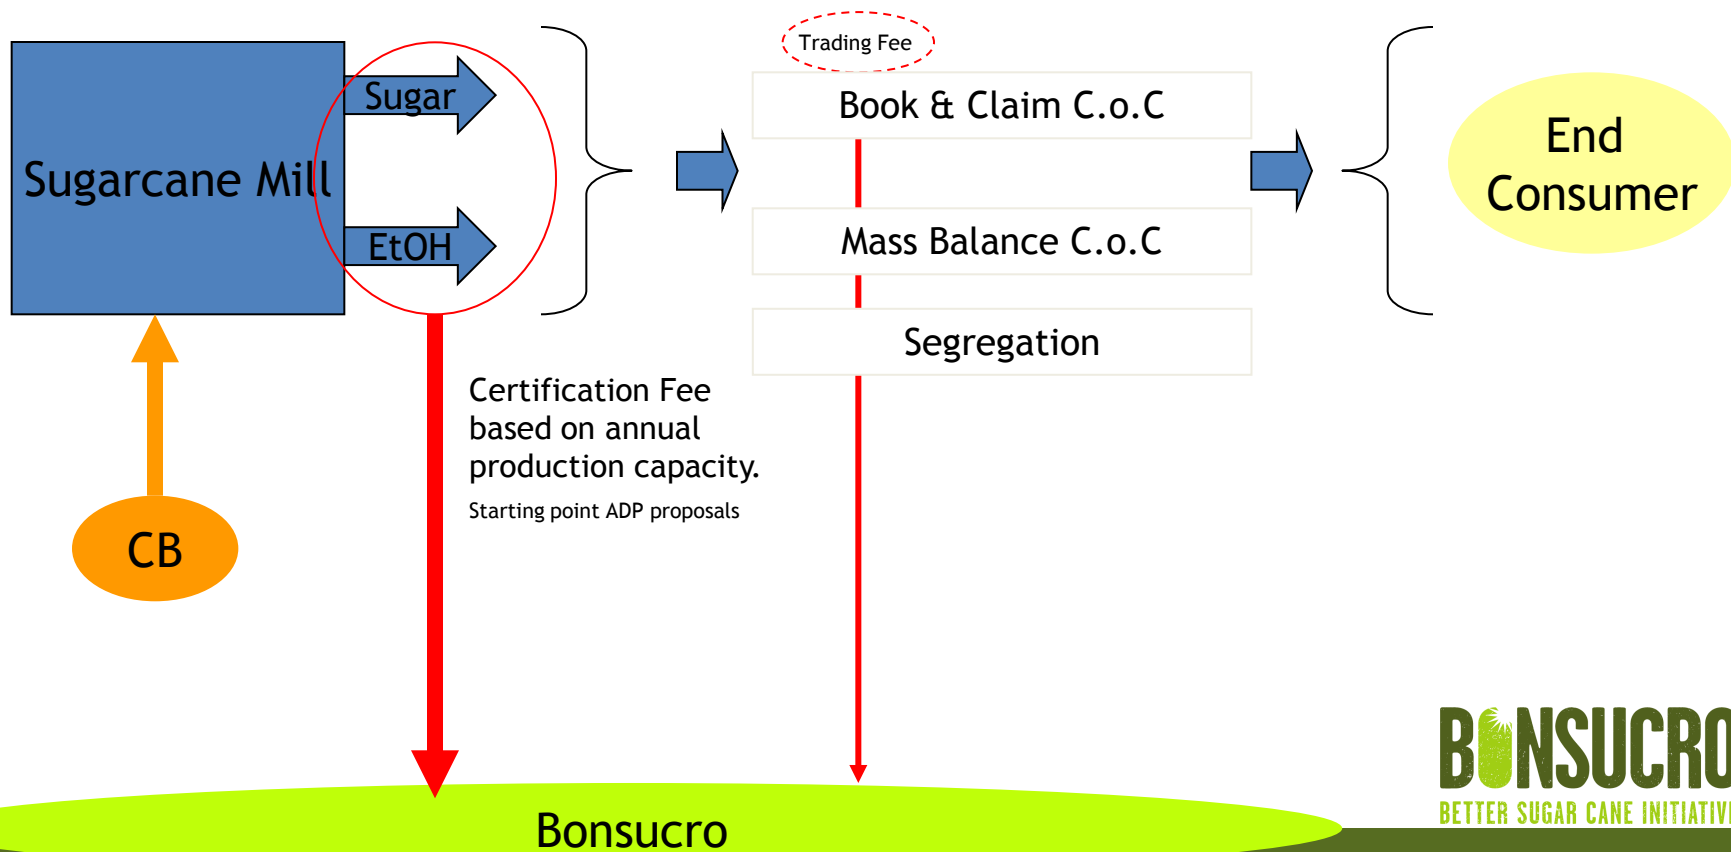 Trading Fee
Sugar
Book & Claim C.o.C
End
Consumer
Sugarcane Mill
EtOH
Mass Balance C.o.C
Segregation
Certification Fee
based on annual
production capacity.
Starting point ADP proposals
CB
BONSUCRO
BETTER SUGAR CANE INITIATIVE
Bonsucro